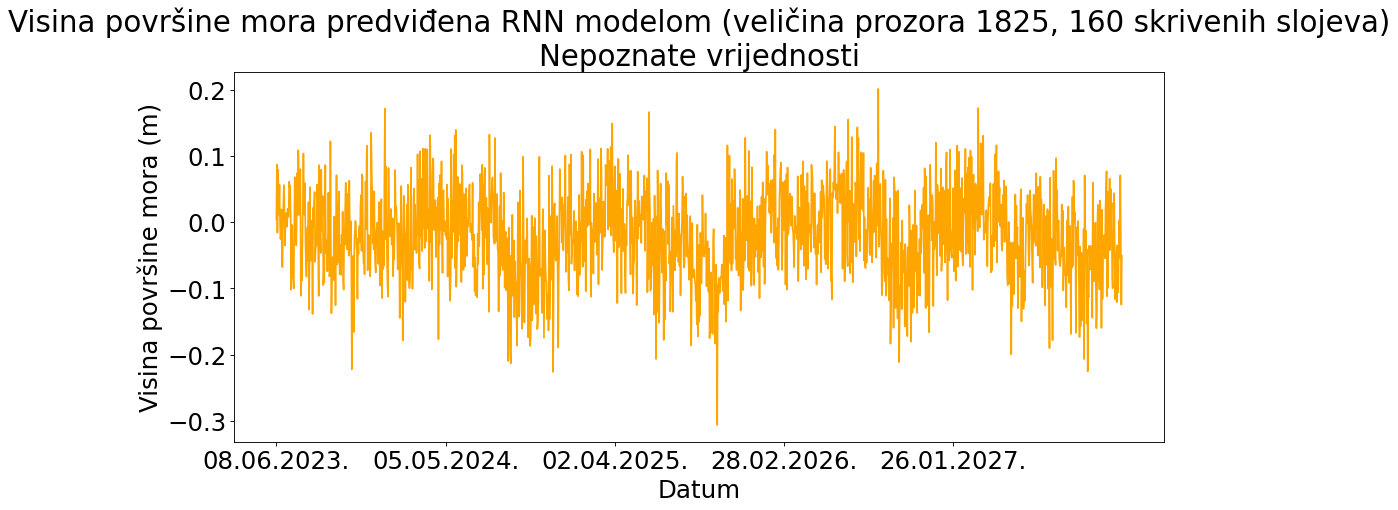 Visina površine mora predviđena RNN modelom (veličina prozora 1825, 160 skrivenih slojeva)
Nepoznate vrijednosti
Visina površine mora (m)
0.2
0.1
0.0
−0.1
−0.2
−0.3
08.06.2023. 05.05.2024. 02.04.2025. 28.02.2026. 26.01.2027.
Datum